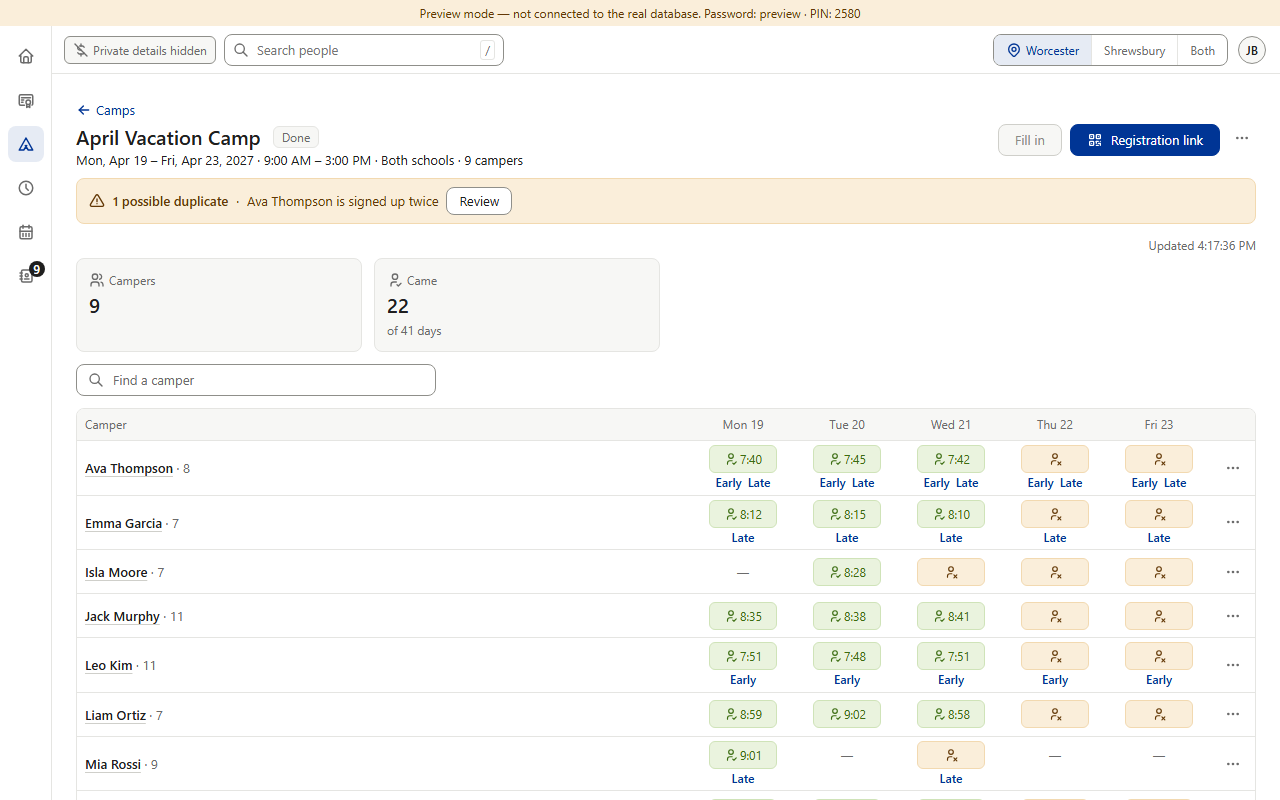 Preview mode — not connected to the real database. Password: preview · PIN: 2580
Private details hidden
Search people /
Worcester Shrewsbury Both
JB
9
← Camps
April Vacation Camp Done
Mon, Apr 19 – Fri, Apr 23, 2027 · 9:00 AM – 3:00 PM · Both schools · 9 campers
Fill in
Registration link
1 possible duplicate · Ava Thompson is signed up twice Review
Updated 4:17:36 PM
Campers
9
Came
22
of 41 days
Find a camper
Camper Mon 19 Tue 20 Wed 21 Thu 22 Fri 23
Ava Thompson · 8 7:40 7:45 7:42
Early Late Early Late Early Late Early Late Early Late
Emma Garcia · 7 8:12 8:15 8:10
Late Late Late Late Late
Isla Moore · 7 — 8:28
Jack Murphy · 11 8:35 8:38 8:41
Leo Kim · 11 7:51 7:48 7:51
Early Early Early Early Early
Liam Ortiz · 7 8:59 9:02 8:58
Mia Rossi · 9 9:01 — — —
Late Late